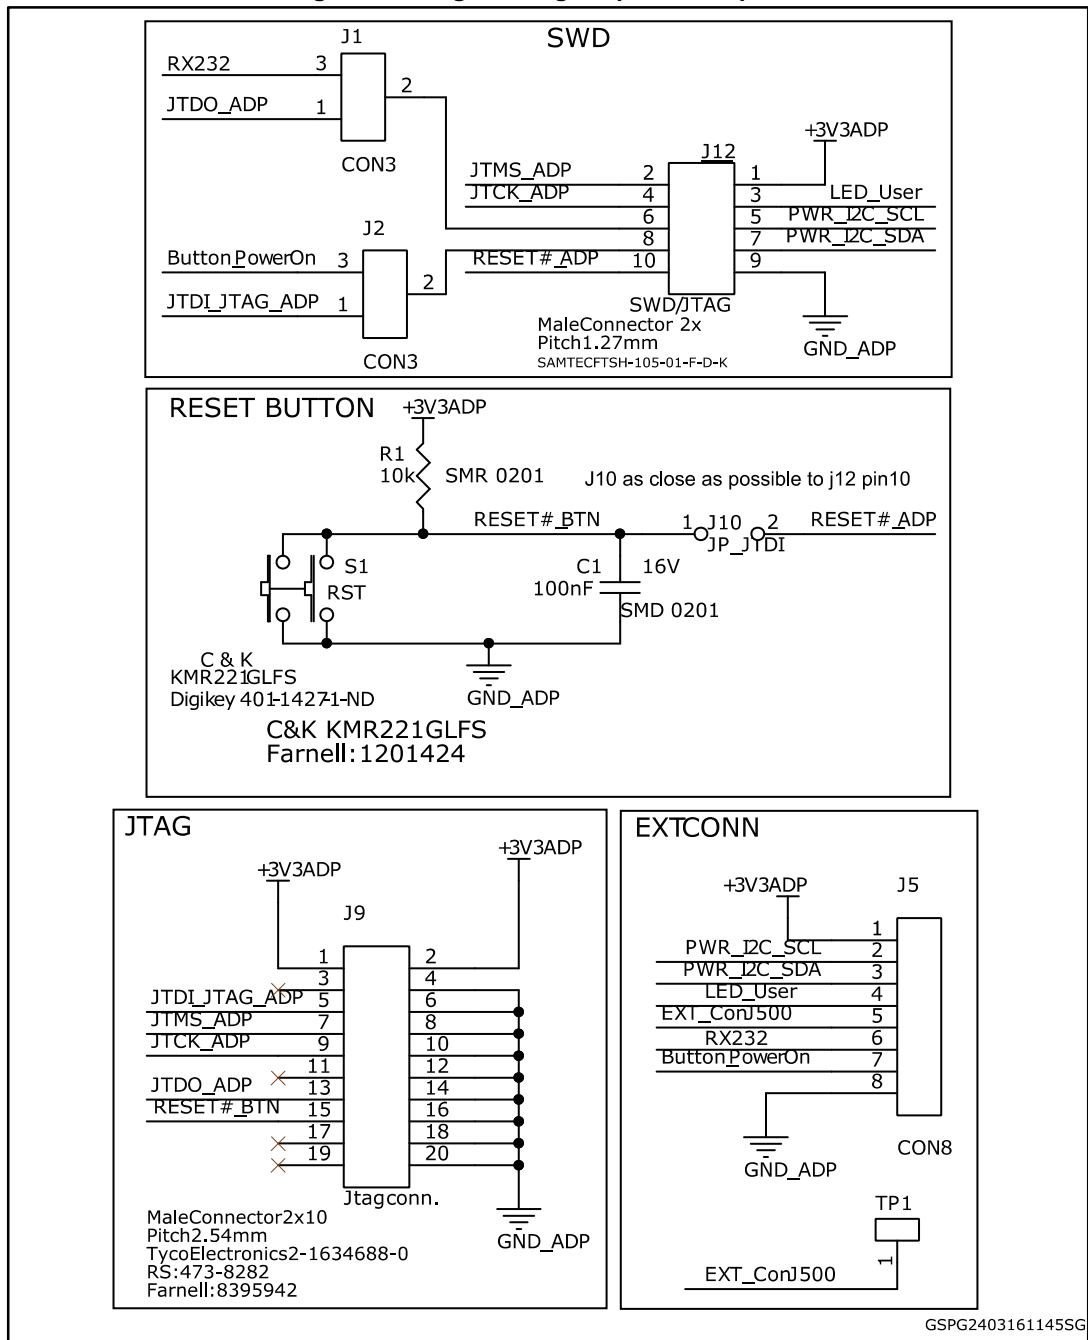 SWD
J1
RX232 3
2
JTDO_ADP 1
CON3
+3V3ADP
J12
JTMS_ADP 2 1
JTCK_ADP 4 3 LED_User
6 5 PWR_I2C_SCL
8 7 PWR_I2C_SDA
RESET#_ADP 10 9
J2
Button_PowerOn 3
2
JTDI_JTAG_ADP 1
CON3
SWD/JTAG
MaleConnector 2x
Pitch1.27mm
SAMTECFTSH-105-01-F-D-K
GND_ADP
RESET BUTTON
+3V3ADP
R1
10k SMR 0201
J10 as close as possible to j12 pin10
RESET#_BTN
1 J10 2
JP_JTDI
RESET#_ADP
S1
RST
C1 16V
100nF
SMD 0201
C & K
KMR221GLFS
Digikey 401-1427-1-ND
GND_ADP
C&K KMR221GLFS
Farnell:1201424
JTAG
+3V3ADP
+3V3ADP
J9
1 2
3 4
JTDI_JTAG_ADP 5 6
JTMS_ADP 7 8
JTCK_ADP 9 10
11 12
JTDO_ADP 13 14
RESET#_BTN 15 16
17 18
19 20
Jtagconn.
MaleConnector2x10
Pitch2.54mm
TycoElectronics2-1634688-0
RS:473-8282
Farnell:8395942
GND_ADP
EXTCONN
+3V3ADP
J5
1
PWR_I2C_SCL 2
PWR_I2C_SDA 3
LED_User 4
EXT_ConJ500 5
RX232 6
Button_PowerOn 7
8
CON8
GND_ADP
TP1
1
EXT_ConJ500
GSPG2403161145SG